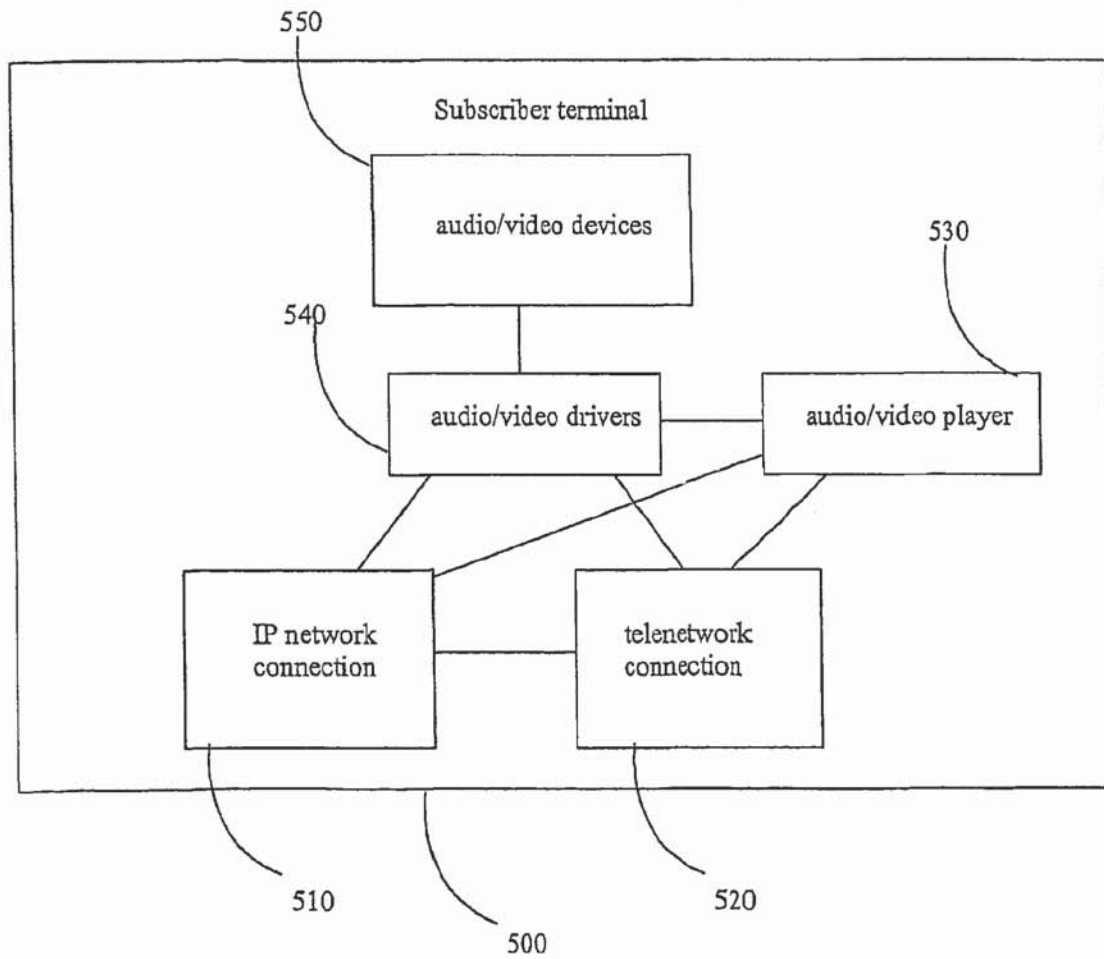 550
Subscriber terminal
audio/video devices
530
540
audio/video drivers
audio/video player
IP network
connection
telenetwork
connection
510
520
500